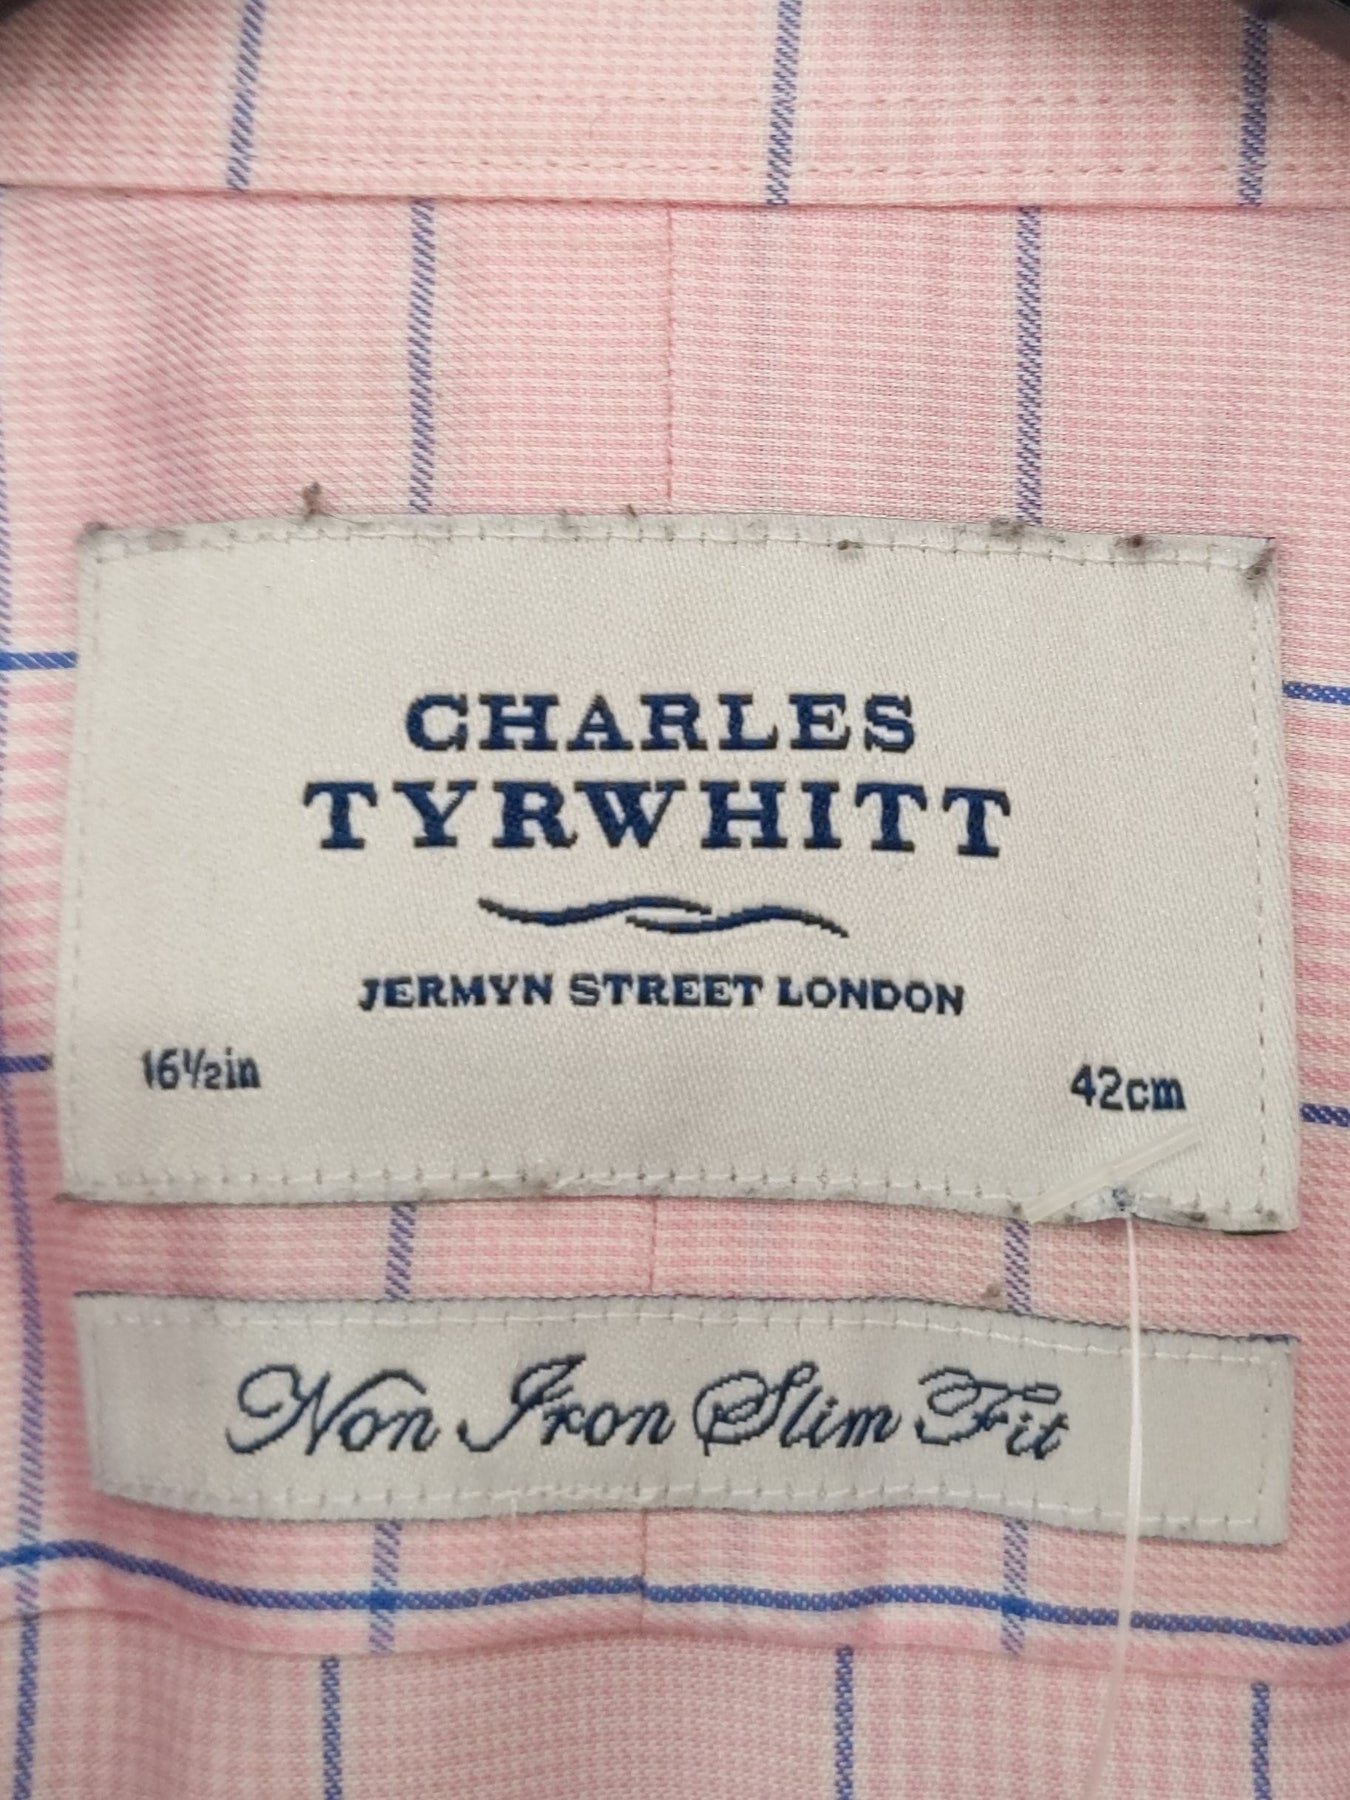 CHARLES
TYRWHITT
JERMYN STREET LONDON
16½in 42cm
Non Iron Slim Fit